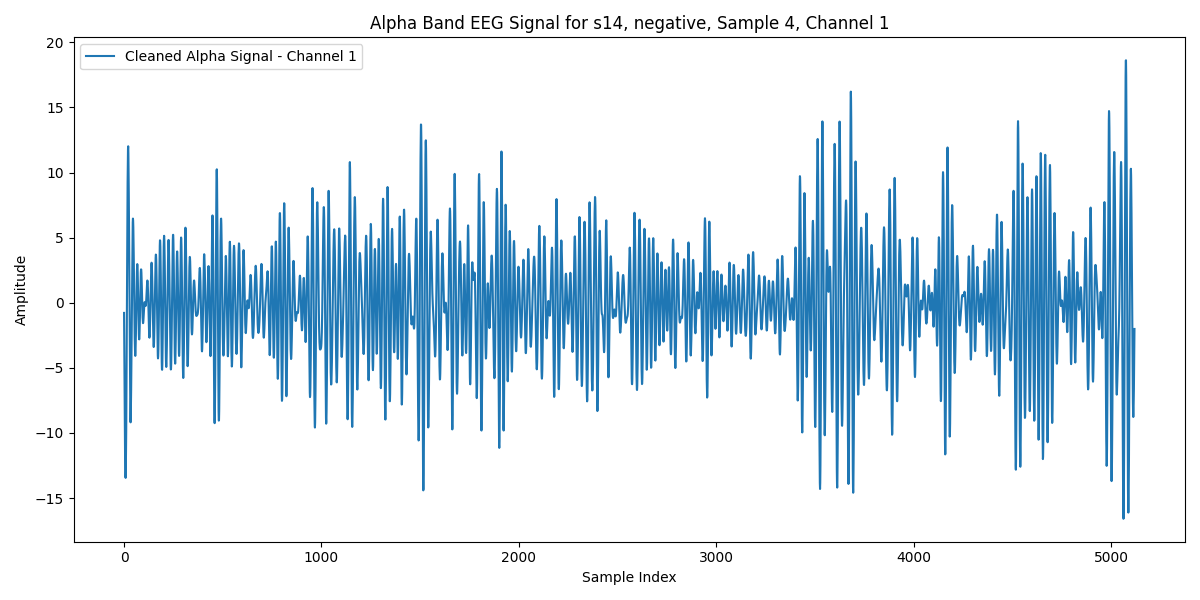 Alpha Band EEG Signal for s14, negative, Sample 4, Channel 1
Cleaned Alpha Signal - Channel 1
Amplitude
20
15
10
5
0
−5
−10
−15
0 1000 2000 3000 4000 5000
Sample Index